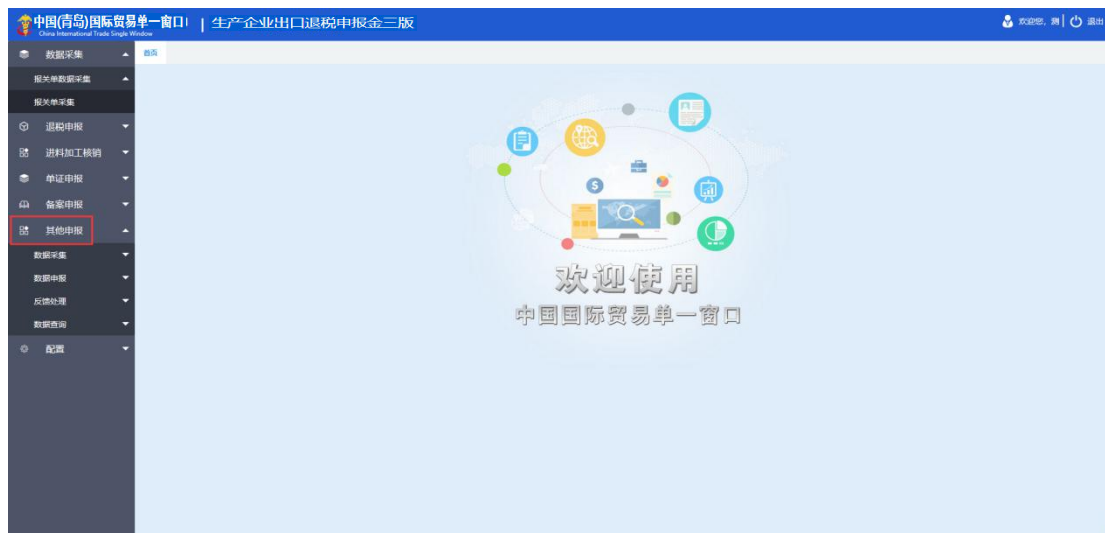 中国(青岛)国际贸易单一窗口 | 生产企业出口退税申报金三版
China International Trade Single Window
欢迎您, 测 | 退出
数据采集
首页
报关单数据采集
报关单采集
退税申报
进料加工核销
单证申报
备案申报
其他申报
数据采集
数据申报
反馈处理
数据查询
配置
欢迎使用
中国国际贸易单一窗口